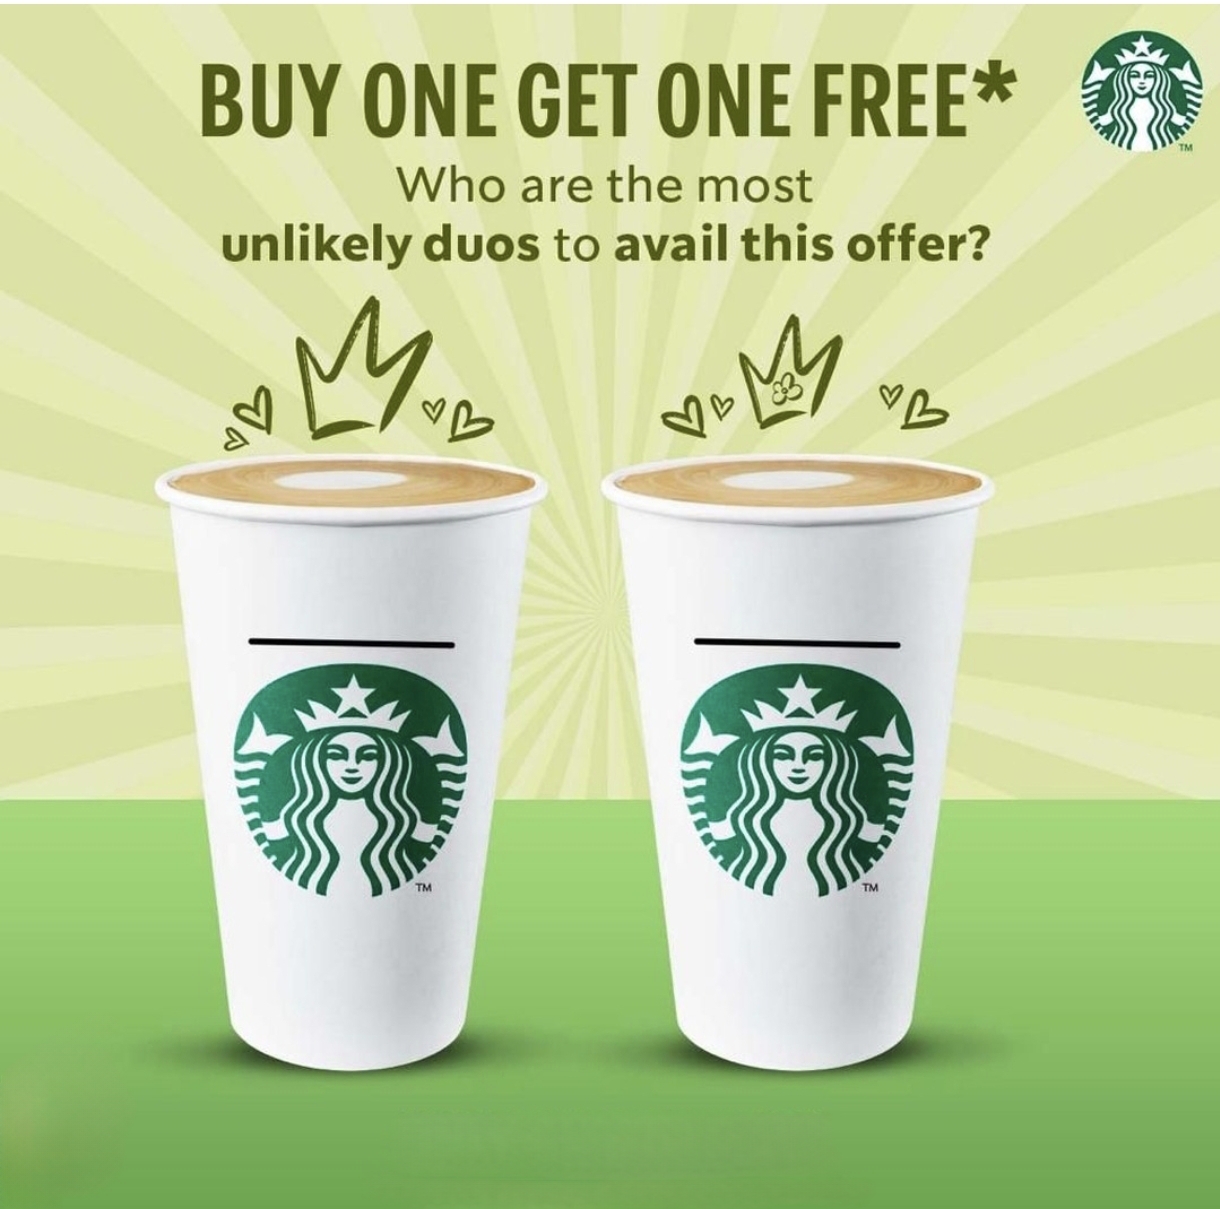 BUY ONE GET ONE FREE*
TM
Who are the most
unlikely duos to avail this offer?
TM
TM